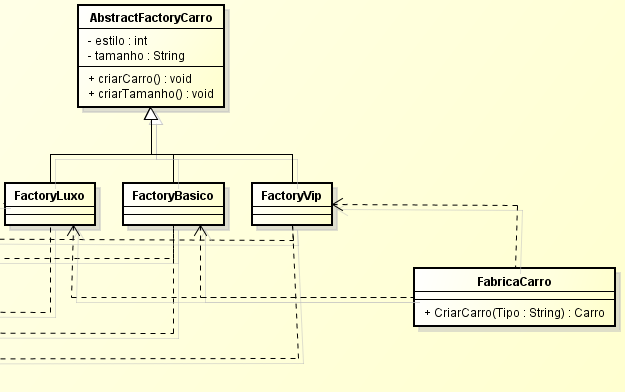 AbstractFactoryCarro
- estilo : int
- tamanho : String
+ criarCarro() : void
+ criarTamanho() : void
FactoryLuxo
FactoryBasico
FactoryVip
FabricaCarro
+ CriarCarro(Tipo : String) : Carro